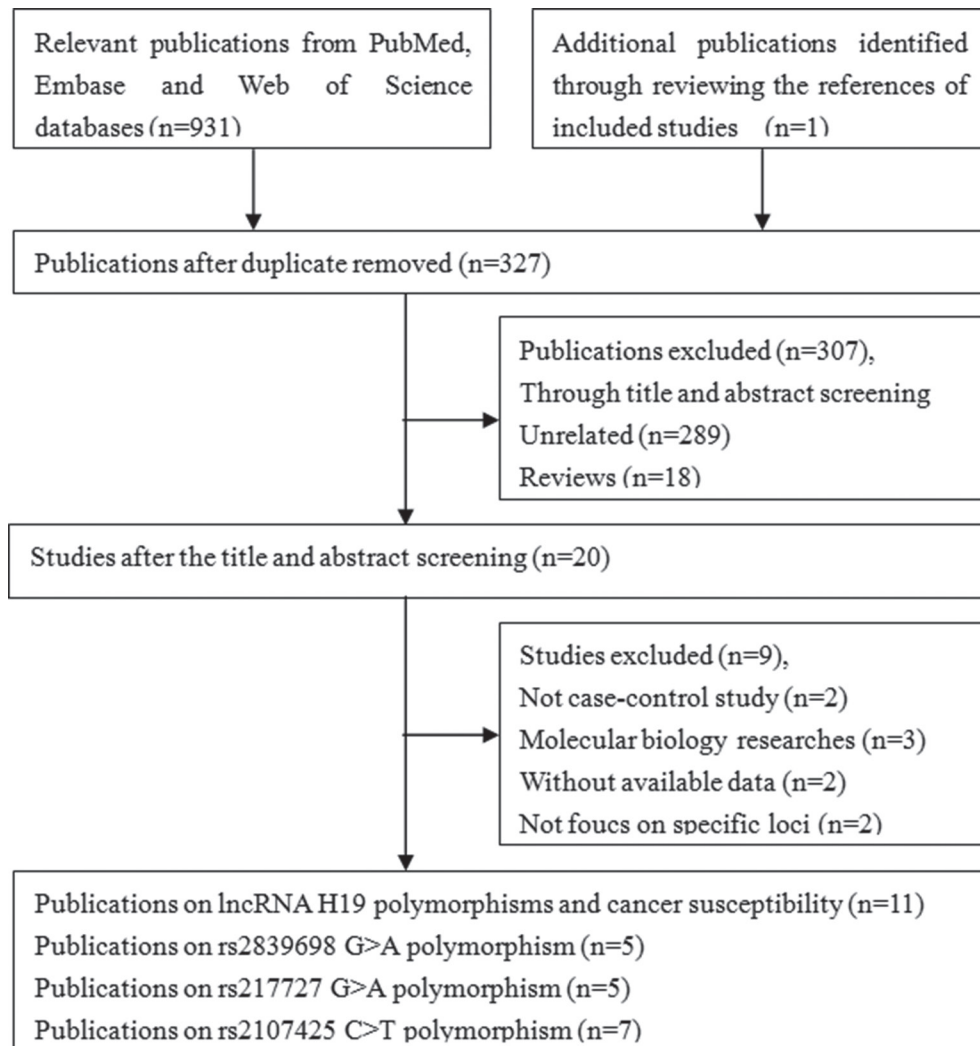 Relevant publications from PubMed,
Embase and Web of Science
databases (n=931)
Additional publications identified
through reviewing the references of
included studies (n=1)
Publications after duplicate removed (n=327)
Publications excluded (n=307),
Through title and abstract screening
Unrelated (n=289)
Reviews (n=18)
Studies after the title and abstract screening (n=20)
Studies excluded (n=9),
Not case-control study (n=2)
Molecular biology researches (n=3)
Without available data (n=2)
Not foucs on specific loci (n=2)
Publications on lncRNA H19 polymorphisms and cancer susceptibility (n=11)
Publications on rs2839698 G>A polymorphism (n=5)
Publications on rs217727 G>A polymorphism (n=5)
Publications on rs2107425 C>T polymorphism (n=7)